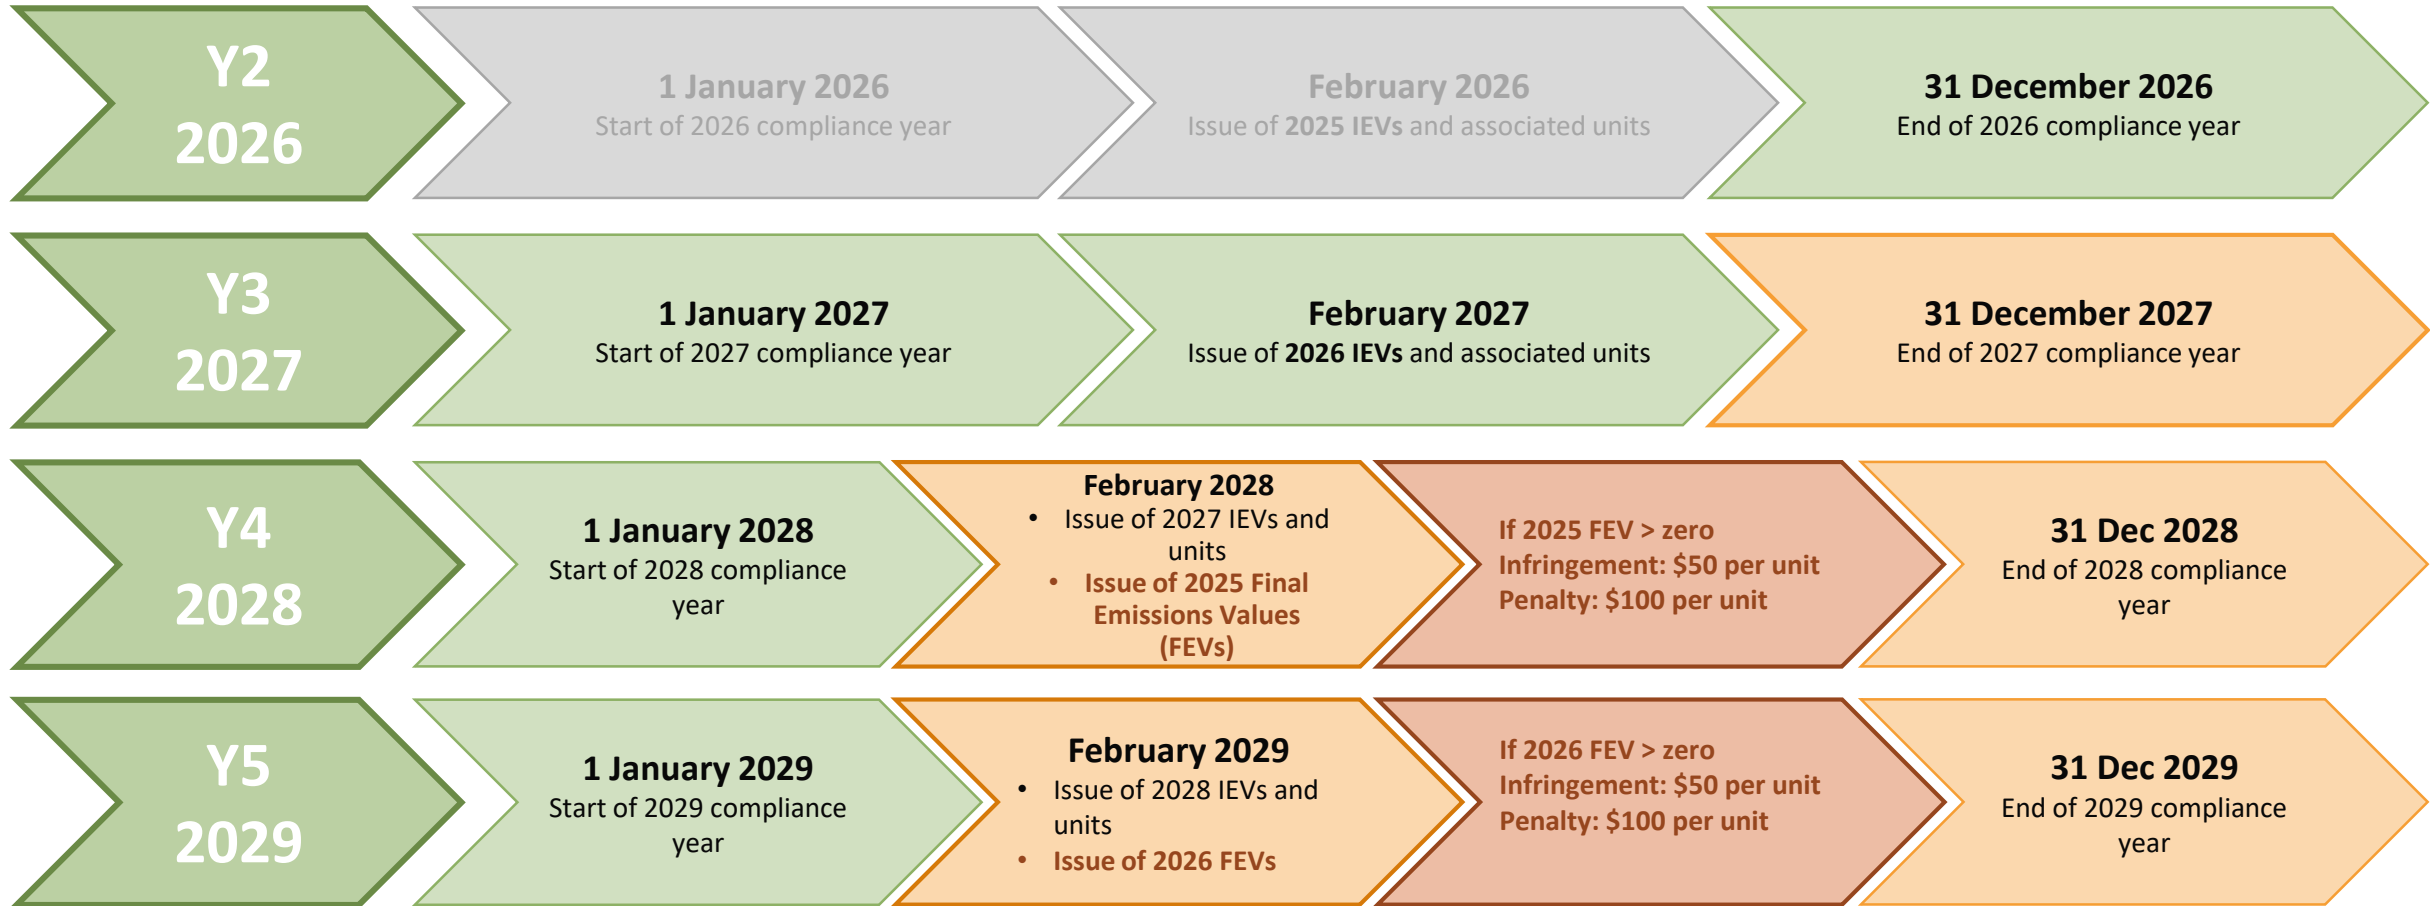 Y2
2026
1 January 2026
Start of 2026 compliance year
February 2026
Issue of 2025 IEVs and associated units
31 December 2026
End of 2026 compliance year
Y3
2027
1 January 2027
Start of 2027 compliance year
February 2027
Issue of 2026 IEVs and associated units
31 December 2027
End of 2027 compliance year
Y4
2028
1 January 2028
Start of 2028 compliance
year
February 2028
• Issue of 2027 IEVs and
units
• Issue of 2025 Final
Emissions Values
(FEVs)
If 2025 FEV > zero
Infringement: $50 per unit
Penalty: $100 per unit
31 Dec 2028
End of 2028 compliance
year
Y5
2029
1 January 2029
Start of 2029 compliance
year
February 2029
• Issue of 2028 IEVs and
units
• Issue of 2026 FEVs
If 2026 FEV > zero
Infringement: $50 per unit
Penalty: $100 per unit
31 Dec 2029
End of 2029 compliance
year